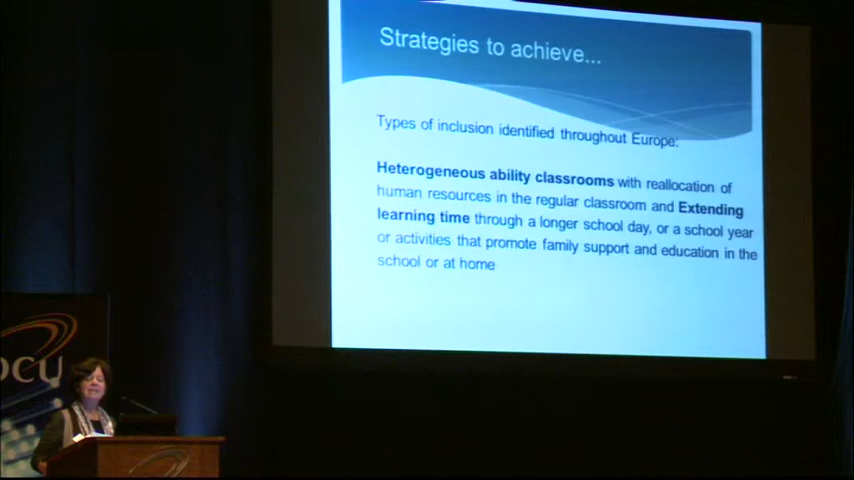 Strategies to achieve...
Types of inclusion identified throughout Europe:
Heterogeneous ability classrooms with reallocation of
human resources in the regular classroom and Extending
learning time through a longer school day, or a school year
or activities that promote family support and education in the
school or at home
ocu